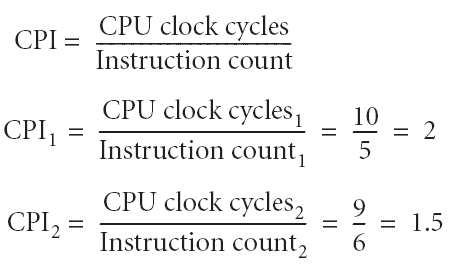 CPI = CPU clock cycles / Instruction count
CPI₁ = CPU clock cycles₁ / Instruction count₁ = 10 / 5 = 2
CPI₂ = CPU clock cycles₂ / Instruction count₂ = 9 / 6 = 1.5